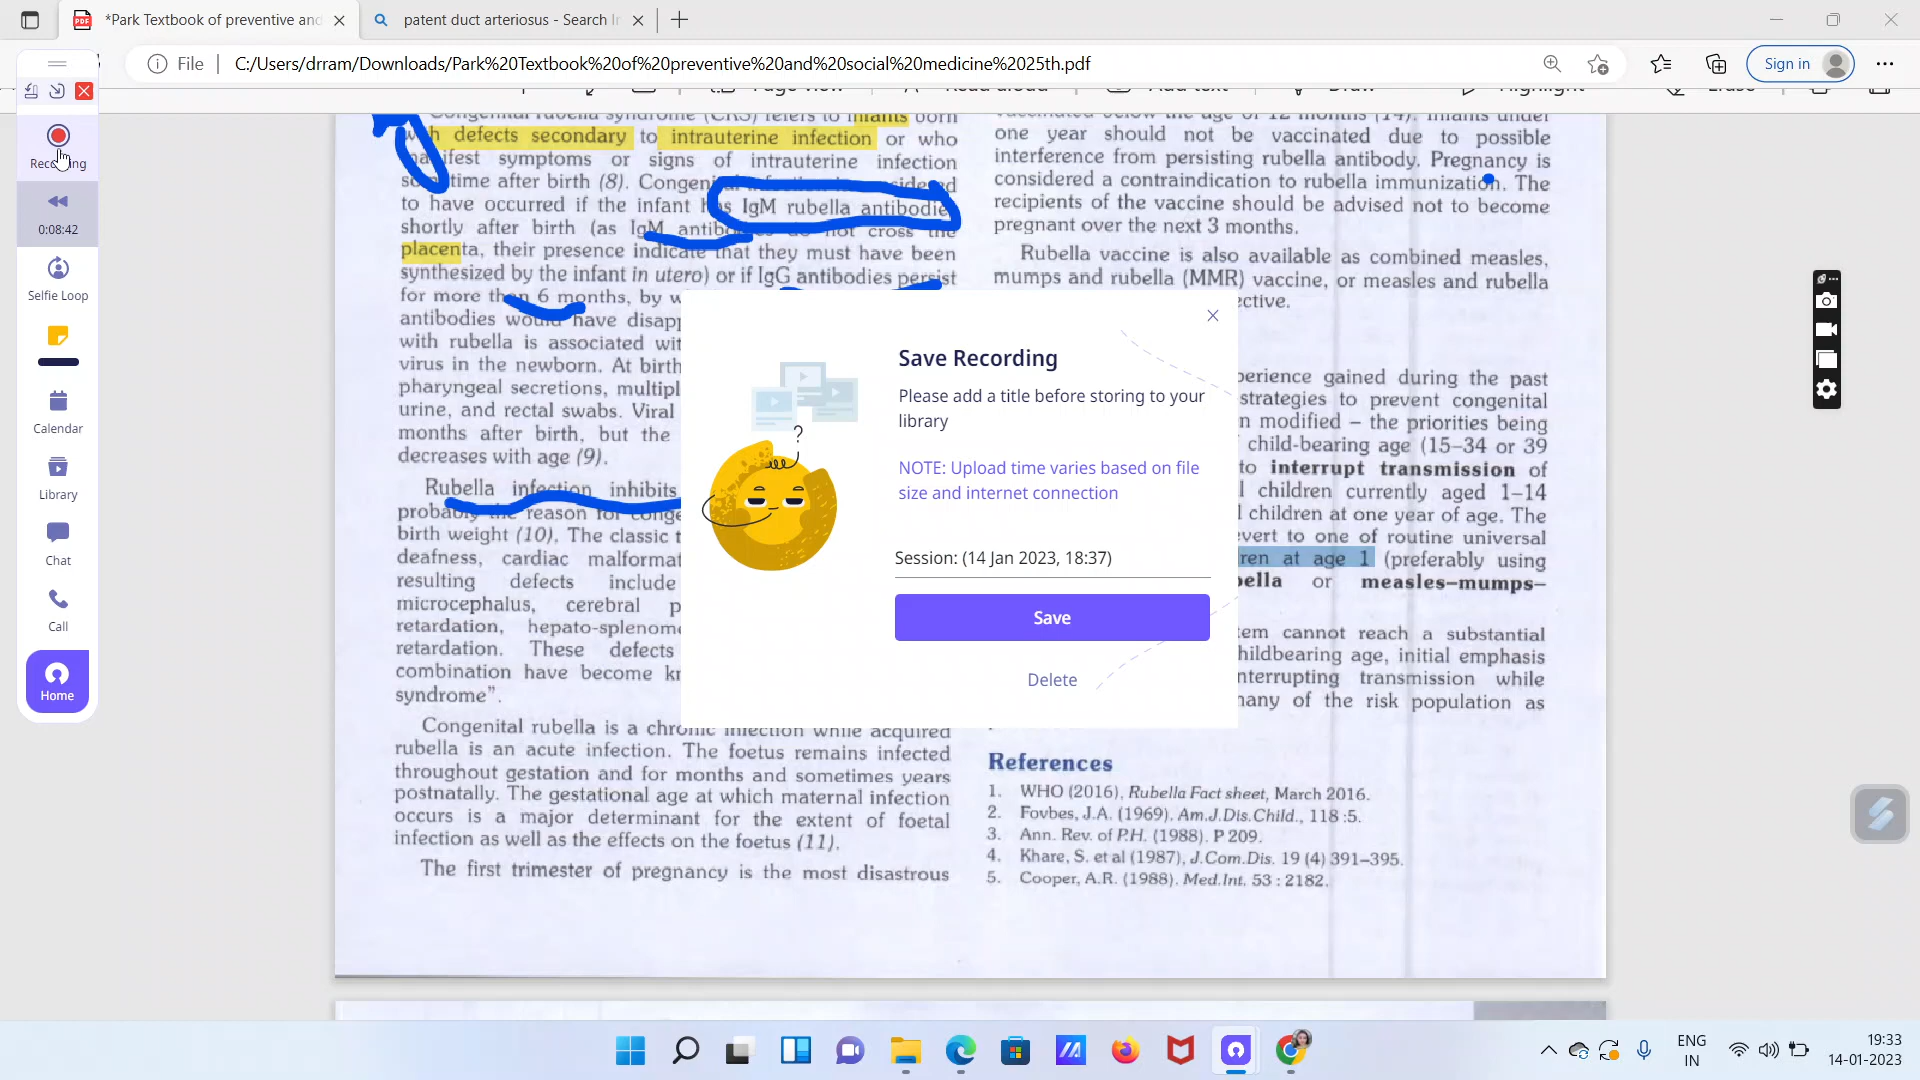 *Park Textbook of preventive and
patent duct arteriosus - Search I
File
C:/Users/drram/Downloads/Park%20Textbook%20of%20preventive%20and%20social%20medicine%2025th.pdf
Sign in
Congenital rubella syndrome (CRS) refers to infants born
with defects secondary to intrauterine infection or who
manifest symptoms or signs of intrauterine infection
sometime after birth (8). Congenital infection is considered
to have occurred if the infant has IgM rubella antibodies
shortly after birth (as IgM antibodies do not cross the
placenta, their presence indicate that they must have been
synthesized by the infant in utero) or if IgG antibodies persist
for more than 6 months, by w
antibodies would have disapp
with rubella is associated wit
virus in the newborn. At birth
pharyngeal secretions, multipl
urine, and rectal swabs. Viral
months after birth, but the
decreases with age (9).
Rubella infection inhibits
probably the reason for conge
birth weight (10). The classic t
deafness, cardiac malformat
resulting defects include
microcephalus, cerebral p
retardation, hepato-splenome
retardation. These defects
combination have become kn
syndrome".
Congenital rubella is a chronic infection while acquired
rubella is an acute infection. The foetus remains infected
throughout gestation and for months and sometimes years
postnatally. The gestational age at which maternal infection
occurs is a major determinant for the extent of foetal
infection as well as the effects on the foetus (11).
The first trimester of pregnancy is the most disastrous
vaccinated below the age of 12 months (14). Infants under
one year should not be vaccinated due to possible
interference from persisting rubella antibody. Pregnancy is
considered a contraindication to rubella immunization. The
recipients of the vaccine should be advised not to become
pregnant over the next 3 months.
Rubella vaccine is also available as combined measles,
mumps and rubella (MMR) vaccine, or measles and rubella
ective.
perience gained during the past
strategies to prevent congenital
n modified – the priorities being
child-bearing age (15–34 or 39
to interrupt transmission of
l children currently aged 1–14
children at one year of age. The
evert to one of routine universal
ren at age 1 (preferably using
bella or measles–mumps–
tem cannot reach a substantial
hildbearing age, initial emphasis
nterrupting transmission while
many of the risk population as
References
1. WHO (2016), Rubella Fact sheet, March 2016.
2. Fovbes, J.A. (1969). Am.J.Dis.Child., 118 :5.
3. Ann. Rev. of P.H. (1988). P 209.
4. Khare, S. et al (1987), J.Com.Dis. 19 (4) 391–395.
5. Cooper, A.R. (1988). Med.Int. 53 : 2182.
Save Recording
Please add a title before storing to your
library
NOTE: Upload time varies based on file
size and internet connection
Session: (14 Jan 2023, 18:37)
Save
Delete
Recording
0:08:42
Selfie Loop
Calendar
Library
Chat
Call
Home
ENG
IN
19:33
14-01-2023